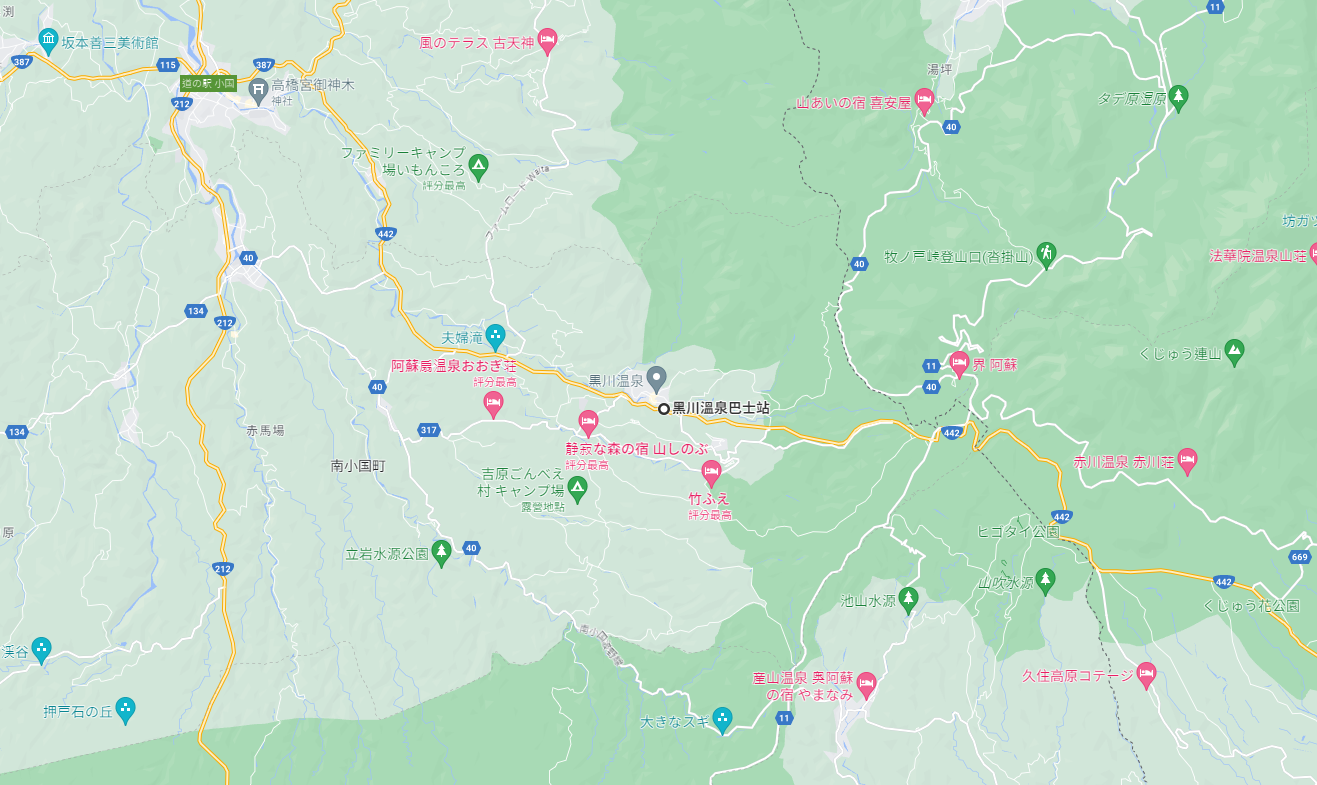 渕
11
坂本善三美術館
風のテラス 古天神
387
115
387
湯坪
道の駅 小国
高橋宮御神木
神社
212
山あいの宿 喜安屋
タデ原湿原
40
ファミリーキャンプ
場いもんころ
評分最高
ファームロード Waita
坊ガツ
442
40
40
牧ノ戸峠登山口(沓掛山)
法華院温泉山荘
134
212
夫婦滝
くじゅう連山
阿蘇扇温泉おおぎ荘
評分最高
11
界 阿蘇
40
40
黒川温泉
黑川溫泉巴士站
134
赤馬場
317
442
静寂な森の宿 山しのぶ
評分最高
南小国町
赤川温泉 赤川荘
吉原ごんべえ
村 キャンプ場
露營地點
竹ふえ
評分最高
442
原
ヒゴタイ公園
立岩水源公園
40
669
212
山吹水源
442
池山水源
くじゅう花公園
渓谷
産山温泉 奥阿蘇
の宿 やまなみ
久住高原コテージ
押戸石の丘
大きなスギ
11